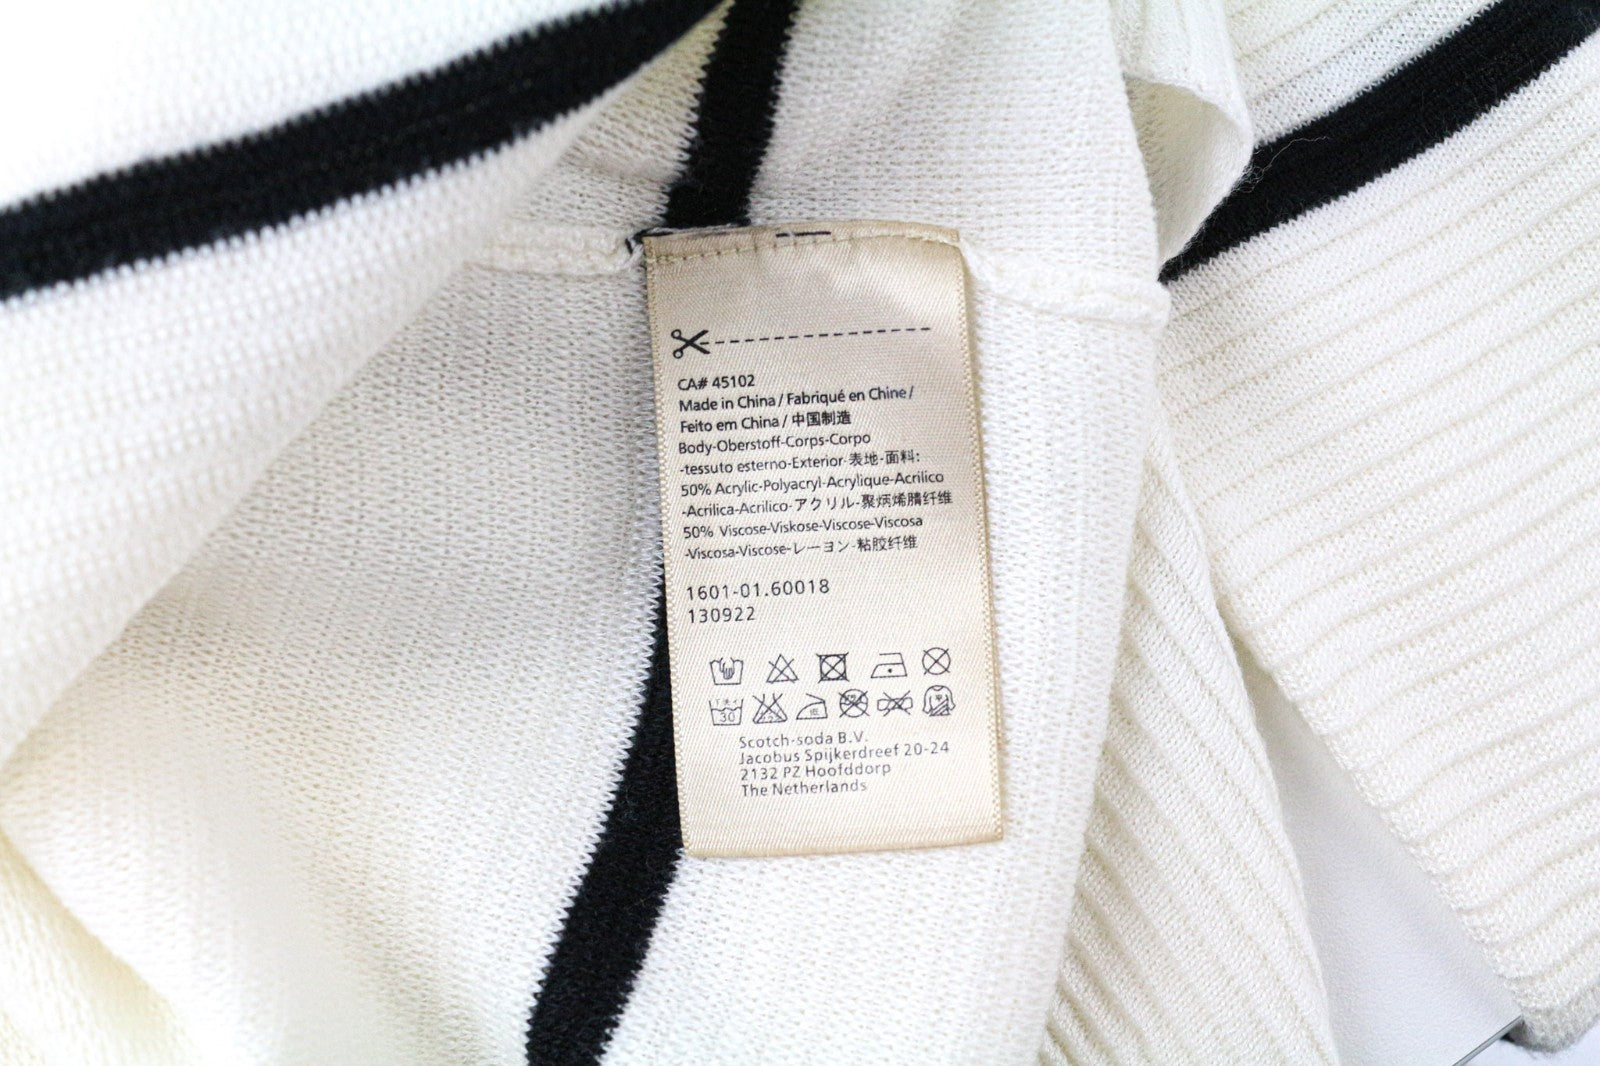 CA# 45102
Made in China / Fabriqué en Chine /
Feito em China / 中国制造
Body-Oberstoff-Corps-Corpo
-tessuto esterno-Exterior-表地-面料:
50% Acrylic-Polyacryl-Acrylique-Acrilico
-Acrilica-Acrilico-アクリル-聚炳烯腈纤维
50% Viscose-Viskose-Viscose-Viscosa
-Viscosa-Viscose-レーヨン-粘胶纤维
1601-01.60018
130922
30
Scotch-soda B.V.
Jacobus Spijkerdreef 20-24
2132 PZ Hoofddorp
The Netherlands